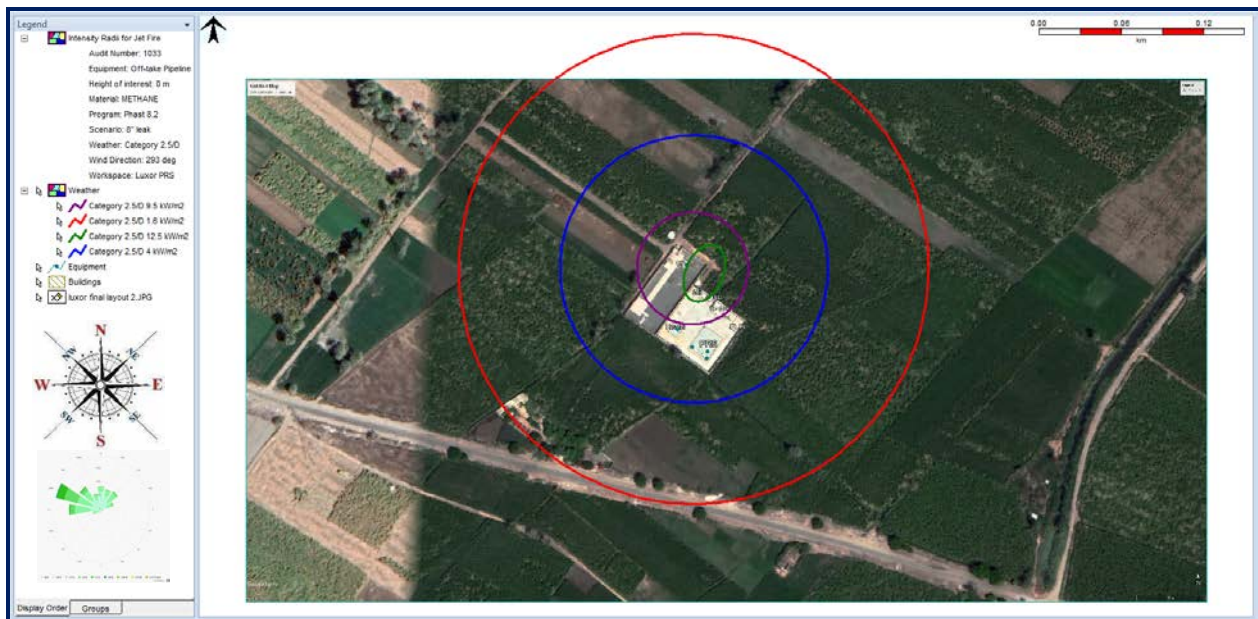 Legend
Intensity Radii for Jet Fire
Audit Number: 1033
Equipment: Off-take Pipeline
Height of interest: 0 m
Material: METHANE
Program: Phast 8.2
Scenario: 8" leak
Weather: Category 2.5/D
Wind Direction: 293 deg
Workspace: Luxor PRS
Weather
Category 2.5/D 9.5 kW/m2
Category 2.5/D 1.6 kW/m2
Category 2.5/D 12.5 kW/m2
Category 2.5/D 4 kW/m2
Equipment
Buildings
luxor final layout 2.JPG
N
NW NE
W E
SW SE
S
Display Order Groups
0.00 0.06 0.12
km
PRS